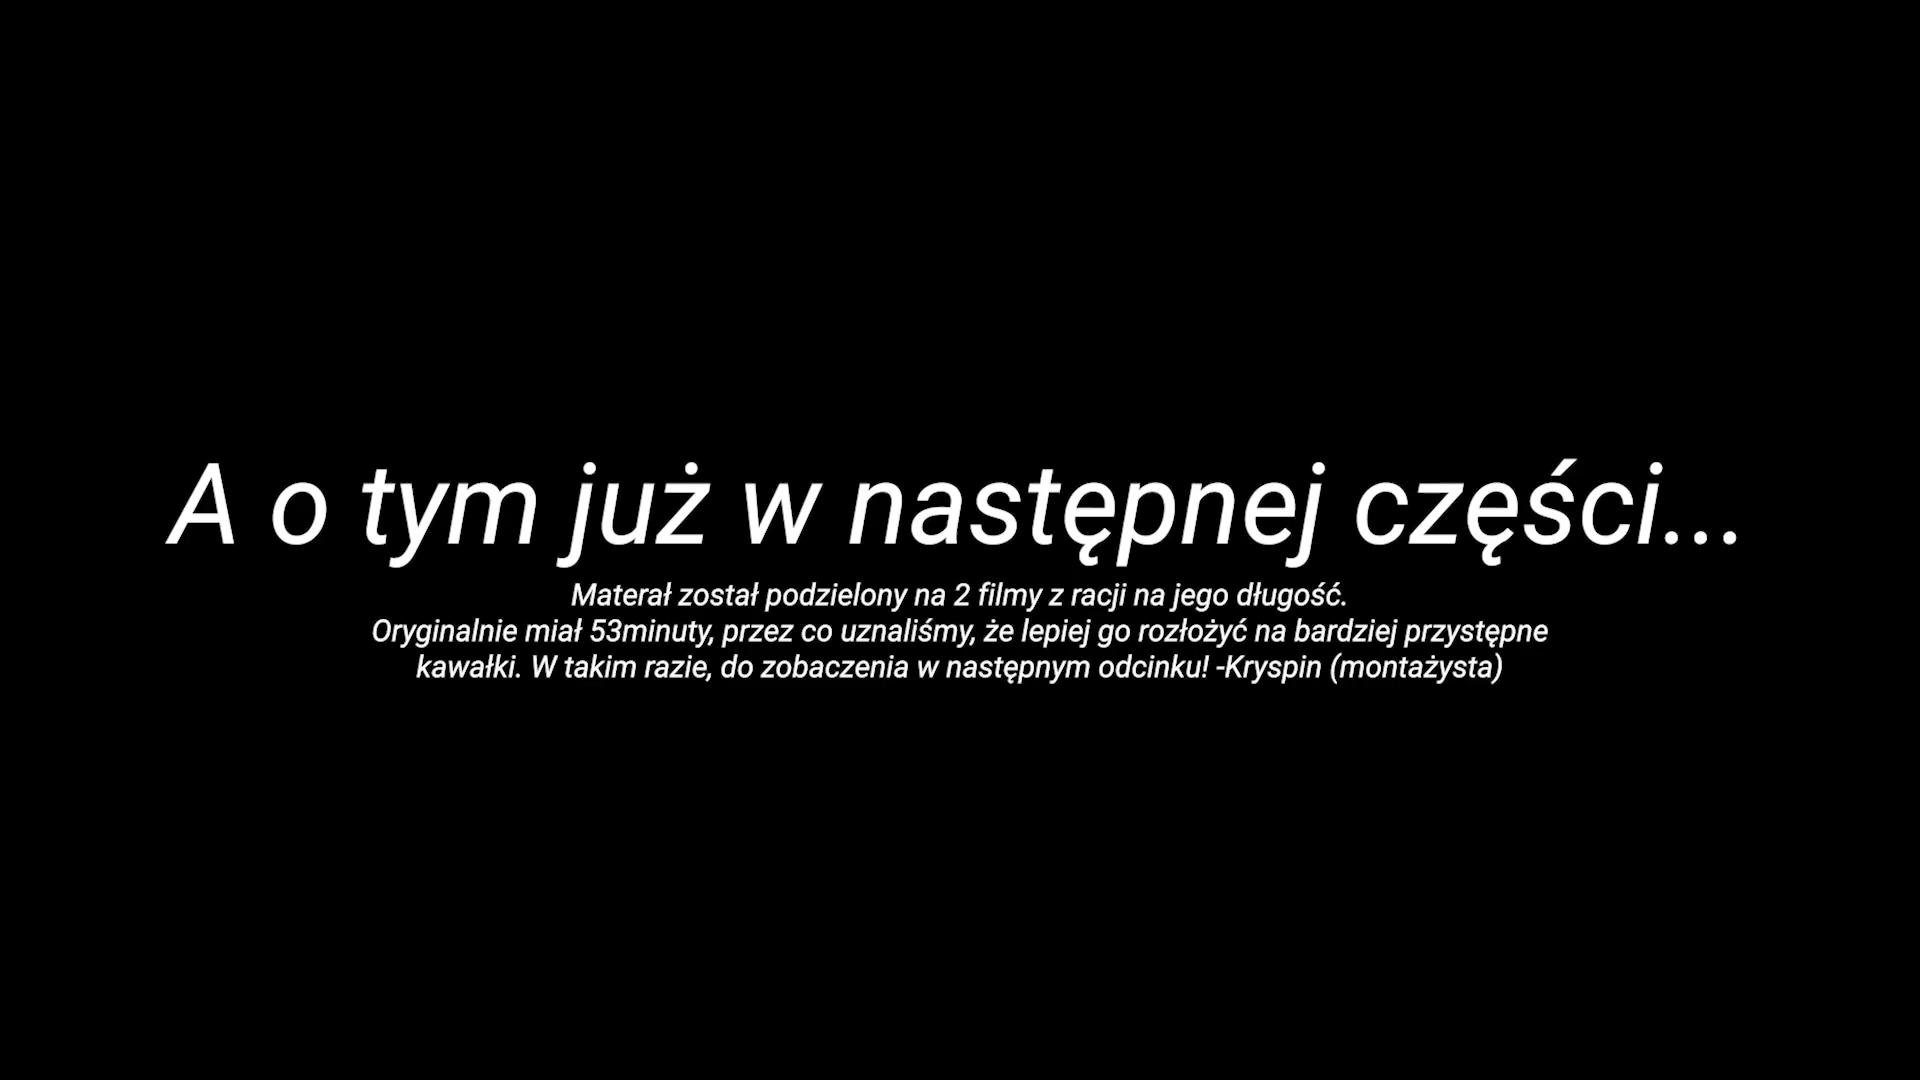 A o tym już w następnej części...
Materał został podzielony na 2 filmy z racji na jego długość.
Oryginalnie miał 53minuty, przez co uznaliśmy, że lepiej go rozłożyć na bardziej przystępne
kawałki. W takim razie, do zobaczenia w następnym odcinku! -Kryspin (montażysta)